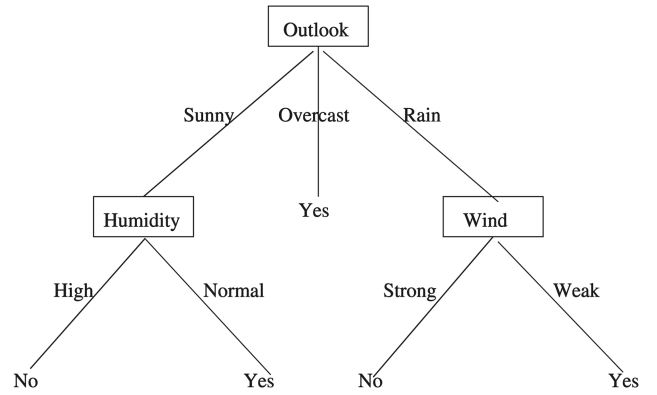 Outlook
Sunny Overcast Rain
Yes
Humidity Wind
High Normal Strong Weak
No Yes No Yes